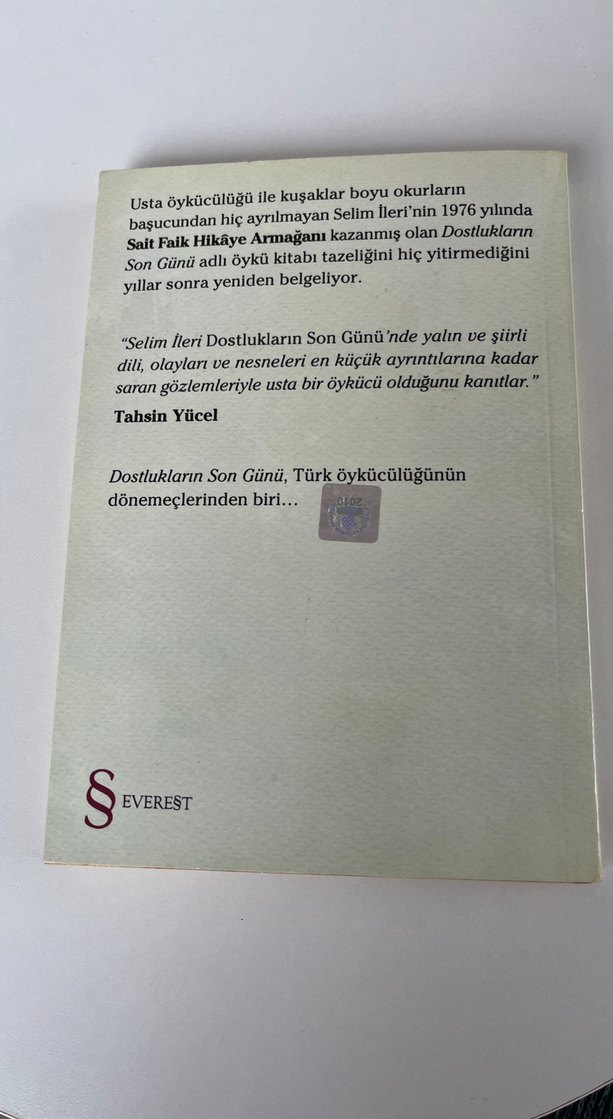 Usta öykücülüğü ile kuşaklar boyu okurların
başucundan hiç ayrılmayan Selim İleri'nin 1976 yılında
Sait Faik Hikâye Armağanı kazanmış olan Dostlukların
Son Günü adlı öykü kitabı tazeliğini hiç yitirmediğini
yıllar sonra yeniden belgeliyor.
“Selim İleri Dostlukların Son Günü’nde yalın ve şiirli
dili, olayları ve nesneleri en küçük ayrıntılarına kadar
saran gözlemleriyle usta bir öykücü olduğunu kanıtlar.”
Tahsin Yücel
Dostlukların Son Günü, Türk öykücülüğünün
dönemeçlerinden biri...
2010
§ EVERE§T